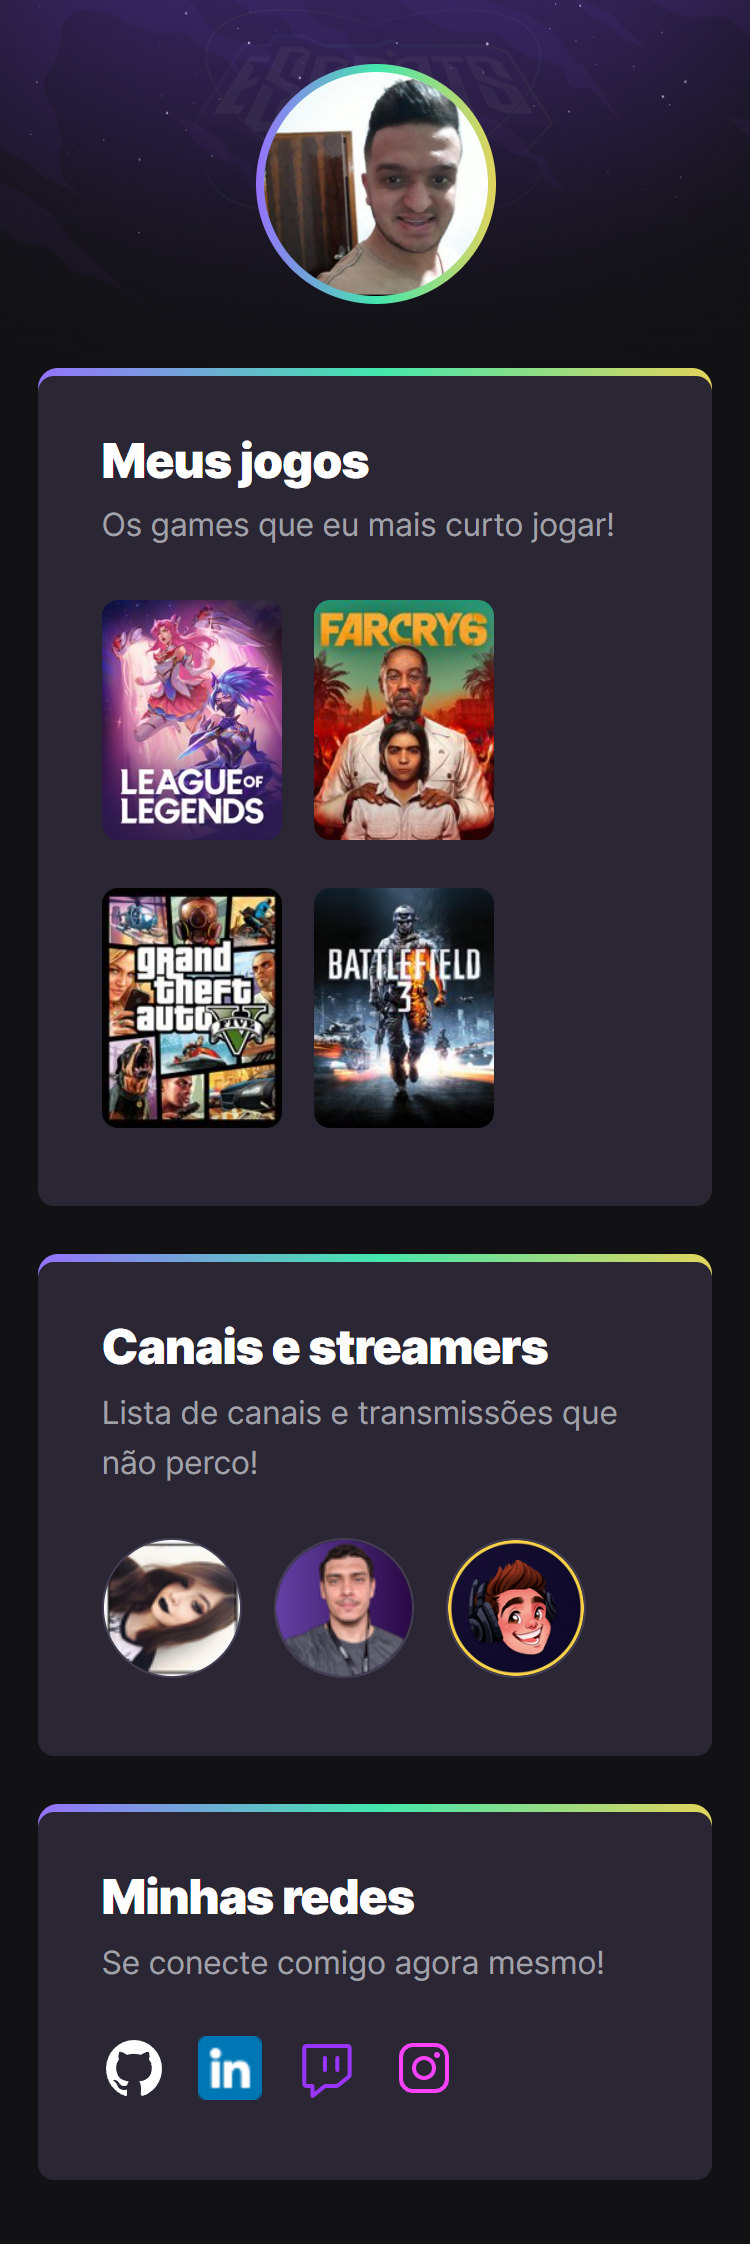 eSPORTS
Meus jogos
Os games que eu mais curto jogar!
LEAGUE OF
LEGENDS
FARCRY6
grand
theft
auto
FIVE
BATTLEFIELD
3
Canais e streamers
Lista de canais e transmissões que
não perco!
Minhas redes
Se conecte comigo agora mesmo!
in